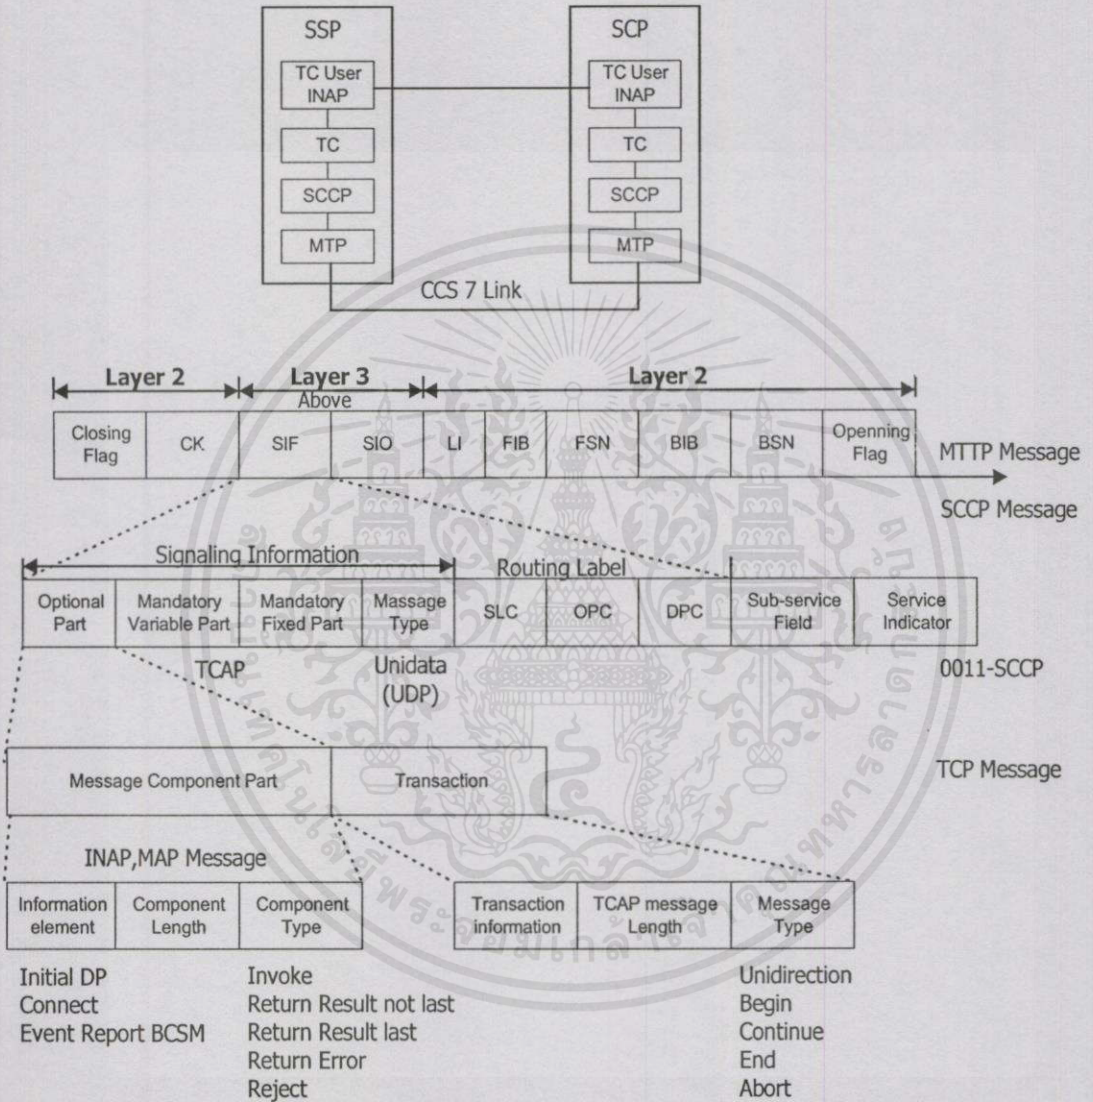 SSP
SCP
TC User
INAP
TC User
INAP
TC
TC
SCCP
SCCP
MTP
MTP
CCS 7 Link
Layer 2
Layer 3
Above
Layer 2
Closing
Flag
CK
SIF
SIO
LI
FIB
FSN
BIB
BSN
Openning
Flag
MTTP Message
SCCP Message
Signaling Information
Routing Label
Optional
Part
Mandatory
Variable Part
Mandatory
Fixed Part
Massage
Type
SLC
OPC
DPC
Sub-service
Field
Service
Indicator
TCAP
Unidata
(UDP)
0011-SCCP
Message Component Part
Transaction
TCP Message
INAP,MAP Message
Information
element
Component
Length
Component
Type
Transaction
information
TCAP message
Length
Message
Type
Initial DP
Connect
Event Report BCSM
Invoke
Return Result not last
Return Result last
Return Error
Reject
Unidirection
Begin
Continue
End
Abort